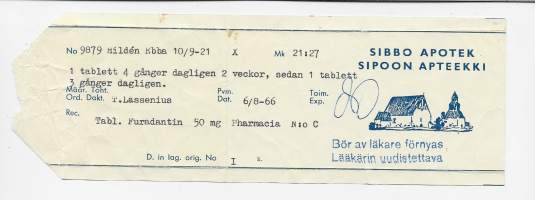 No 9879 Hildén Ebba 10/9-21 X Mk 21:27
SIBBO APOTEK
SIPOON APTEEKKI
1 tablett 4 gånger dagligen 2 veckor, sedan 1 tablett
3 gånger dagligen.
Määr. Toht. Pvm. Toim.
Ord. Dokt. T.Lassenius Dat. 6/8-66 Exp.
Rec.
Tabl. Furadantin 50 mg Pharmacia N:o C
Bör av läkare förnyas
Lääkärin uudistettava
D. in lag. orig. No I s.